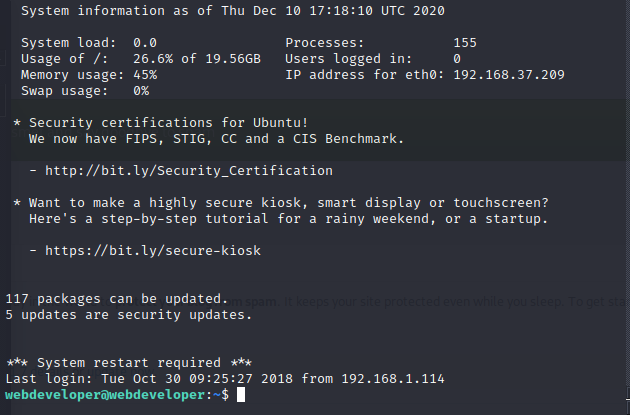 System information as of Thu Dec 10 17:18:10 UTC 2020
System load: 0.0 Processes: 155
Usage of /: 26.6% of 19.56GB Users logged in: 0
Memory usage: 45% IP address for eth0: 192.168.37.209
Swap usage: 0%
* Security certifications for Ubuntu!
We now have FIPS, STIG, CC and a CIS Benchmark.
- http://bit.ly/Security_Certification
* Want to make a highly secure kiosk, smart display or touchscreen?
Here's a step-by-step tutorial for a rainy weekend, or a startup.
- https://bit.ly/secure-kiosk
117 packages can be updated.
om spam. It keeps your site protected even while you sleep. To get sta
5 updates are security updates.
*** System restart required ***
Last login: Tue Oct 30 09:25:27 2018 from 192.168.1.114
webdeveloper@webdeveloper:~$